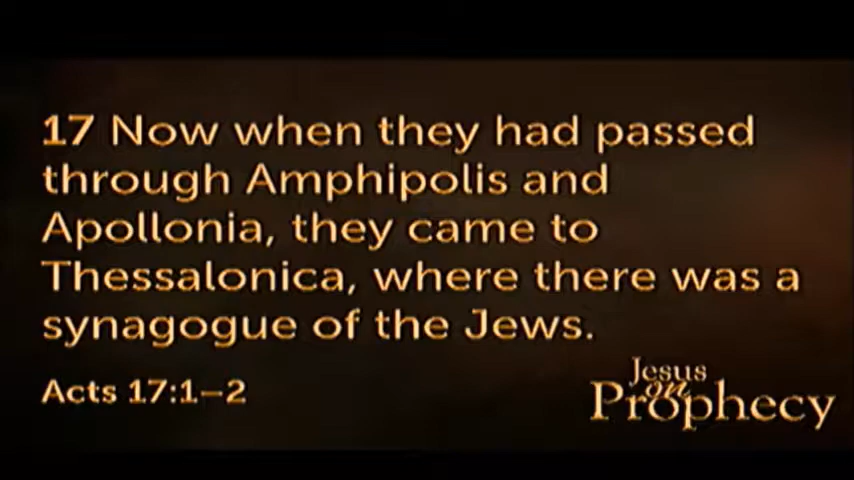 17 Now when they had passed
through Amphipolis and
Apollonia, they came to
Thessalonica, where there was a
synagogue of the Jews.
Acts 17:1–2
Jesus
on
Prophecy